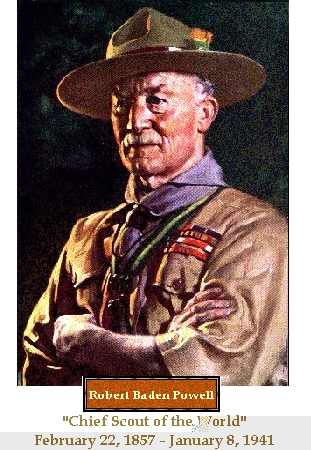 Robert Baden Powell
"Chief Scout of the World"
February 22, 1857 - January 8, 1941